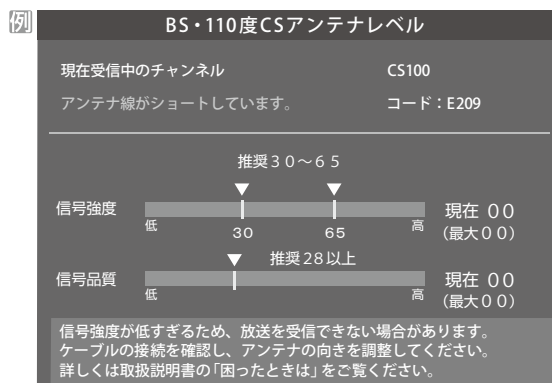 例
BS・110度CSアンテナレベル
現在受信中のチャンネル CS100
アンテナ線がショートしています。 コード：E209
推奨３０～６５
信号強度 低 30 65 高 現在 ００
(最大００)
推奨28以上
信号品質 低 高 現在 ００
(最大００)
信号強度が低すぎるため、放送を受信できない場合があります。
ケーブルの接続を確認し、アンテナの向きを調整してください。
詳しくは取扱説明書の「困ったときは」をご覧ください。